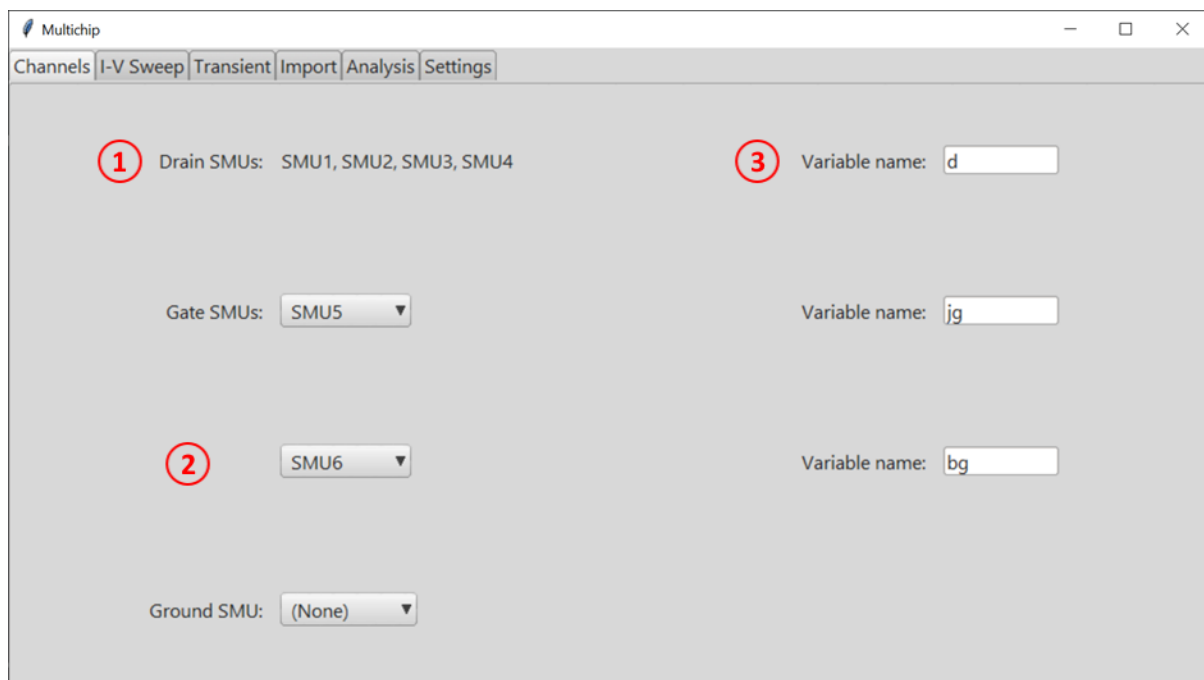 Multichip
Channels I-V Sweep Transient Import Analysis Settings
1 Drain SMUs: SMU1, SMU2, SMU3, SMU4 3 Variable name: d
Gate SMUs: SMU5 Variable name: jg
2 SMU6 Variable name: bg
Ground SMU: (None)